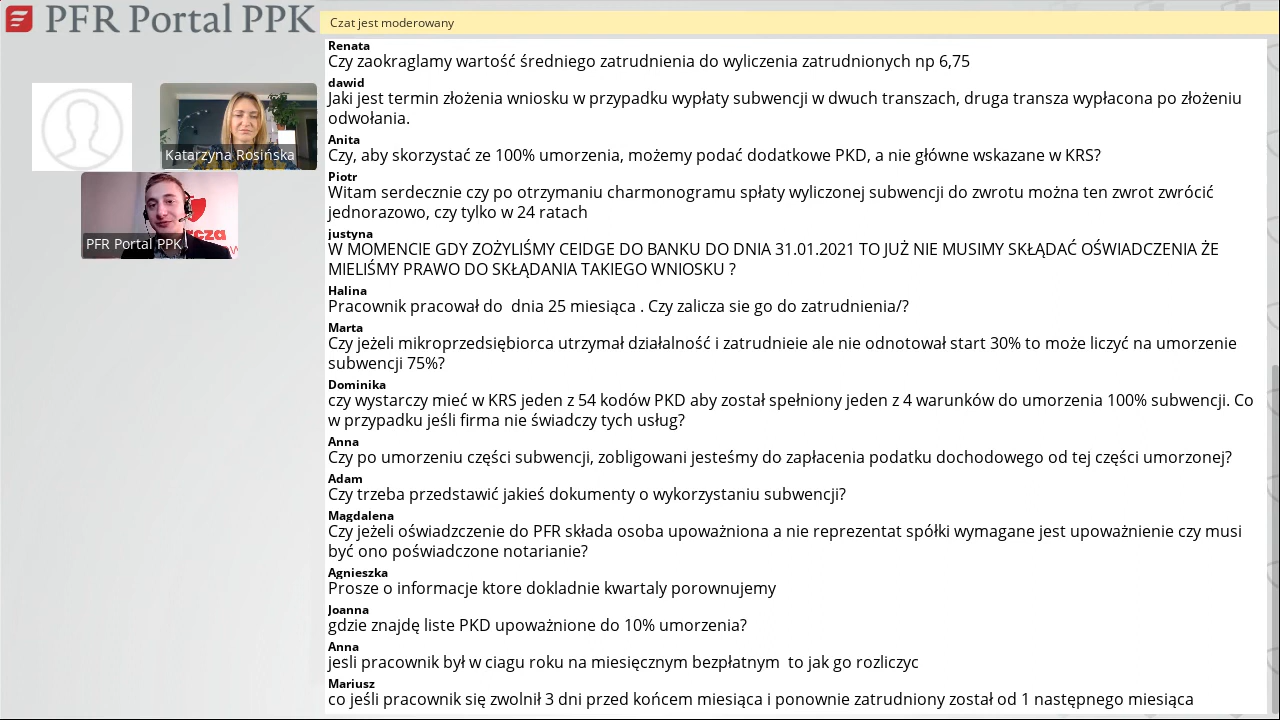 PFR Portal PPK
Czat jest moderowany
Katarzyna Rosińska
PFR Portal PPK
cza
Renata
Czy zaokraglamy wartość średniego zatrudnienia do wyliczenia zatrudnionych np 6,75
dawid
Jaki jest termin złożenia wniosku w przypadku wypłaty subwencji w dwuch transzach, druga transza wypłacona po złożeniu
odwołania.
Anita
Czy, aby skorzystać ze 100% umorzenia, możemy podać dodatkowe PKD, a nie główne wskazane w KRS?
Piotr
Witam serdecznie czy po otrzymaniu charmonogramu spłaty wyliczonej subwencji do zwrotu można ten zwrot zwrócić
jednorazowo, czy tylko w 24 ratach
justyna
W MOMENCIE GDY ZOŻYLIŚMY CEIDGE DO BANKU DO DNIA 31.01.2021 TO JUŻ NIE MUSIMY SKŁĄDAĆ OŚWIADCZENIA ŻE
MIELIŚMY PRAWO DO SKŁĄDANIA TAKIEGO WNIOSKU ?
Halina
Pracownik pracował do  dnia 25 miesiąca . Czy zalicza sie go do zatrudnienia/?
Marta
Czy jeżeli mikroprzedsiębiorca utrzymał działalność i zatrudnieie ale nie odnotował start 30% to może liczyć na umorzenie
subwencji 75%?
Dominika
czy wystarczy mieć w KRS jeden z 54 kodów PKD aby został spełniony jeden z 4 warunków do umorzenia 100% subwencji. Co
w przypadku jeśli firma nie świadczy tych usług?
Anna
Czy po umorzeniu części subwencji, zobligowani jesteśmy do zapłacenia podatku dochodowego od tej części umorzonej?
Adam
Czy trzeba przedstawić jakieś dokumenty o wykorzystaniu subwencji?
Magdalena
Czy jeżeli oświadzczenie do PFR składa osoba upoważniona a nie reprezentat spółki wymagane jest upoważnienie czy musi
być ono poświadczone notarianie?
Agnieszka
Prosze o informacje ktore dokladnie kwartaly porownujemy
Joanna
gdzie znajdę liste PKD upoważnione do 10% umorzenia?
Anna
jesli pracownik był w ciagu roku na miesięcznym bezpłatnym  to jak go rozliczyc
Mariusz
co jeśli pracownik się zwolnił 3 dni przed końcem miesiąca i ponownie zatrudniony został od 1 następnego miesiąca